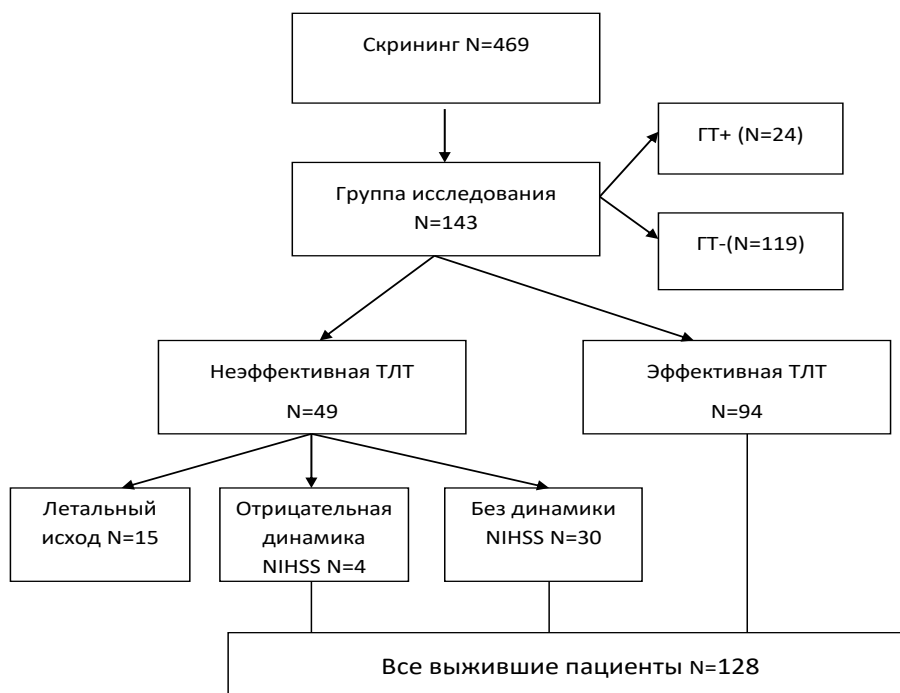 Скрининг N=469
ГТ+ (N=24)
Группа исследования
N=143
ГТ-(N=119)
Неэффективная ТЛТ
N=49
Эффективная ТЛТ
N=94
Летальный
исход N=15
Отрицательная
динамика
NIHSS N=4
Без динамики
NIHSS N=30
Все выжившие пациенты N=128